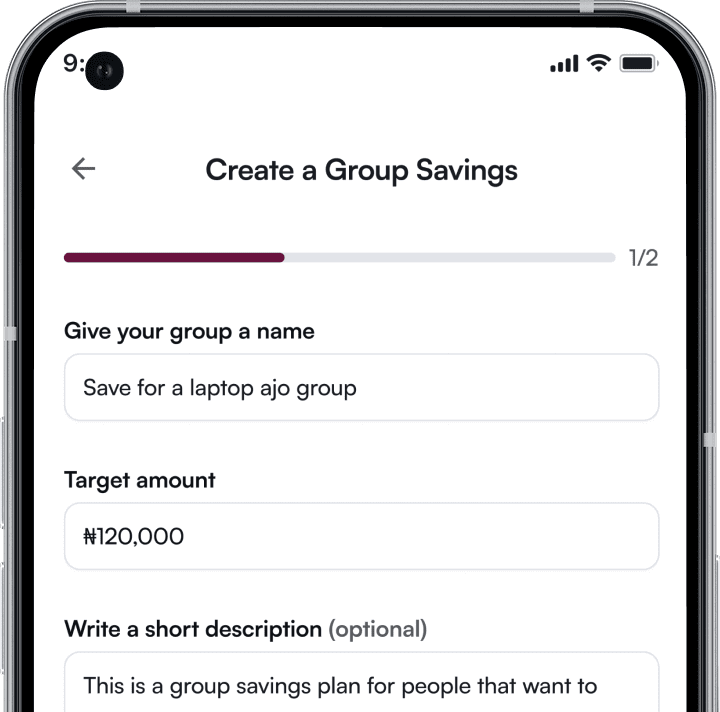 9:
Create a Group Savings
1/2
Give your group a name
Save for a laptop ajo group
Target amount
₦120,000
Write a short description (optional)
This is a group savings plan for people that want to